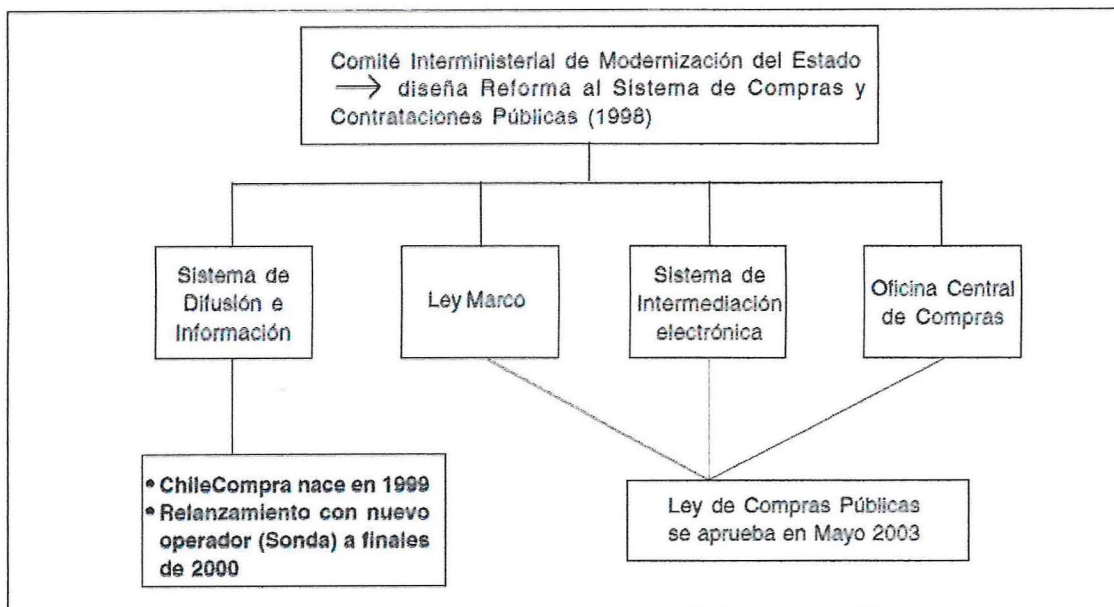 Comité Interministerial de Modernización del Estado
→ diseña Reforma al Sistema de Compras y
Contrataciones Públicas (1998)
Sistema de
Difusión e
Información
Ley Marco
Sistema de
Intermediación
electrónica
Oficina Central
de Compras
• ChileCompra nace en 1999
• Relanzamiento con nuevo
operador (Sonda) a finales
de 2000
Ley de Compras Públicas
se aprueba en Mayo 2003